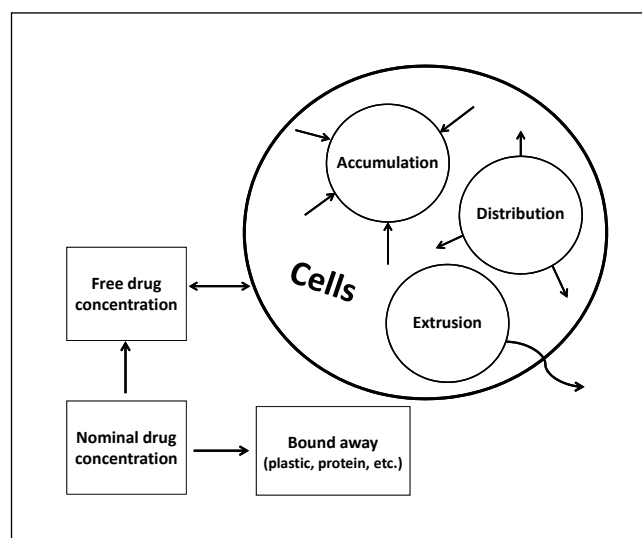 Accumulation
Distribution
Cells
Extrusion
Free drug
concentration
Nominal drug
concentration
Bound away
(plastic, protein, etc.)